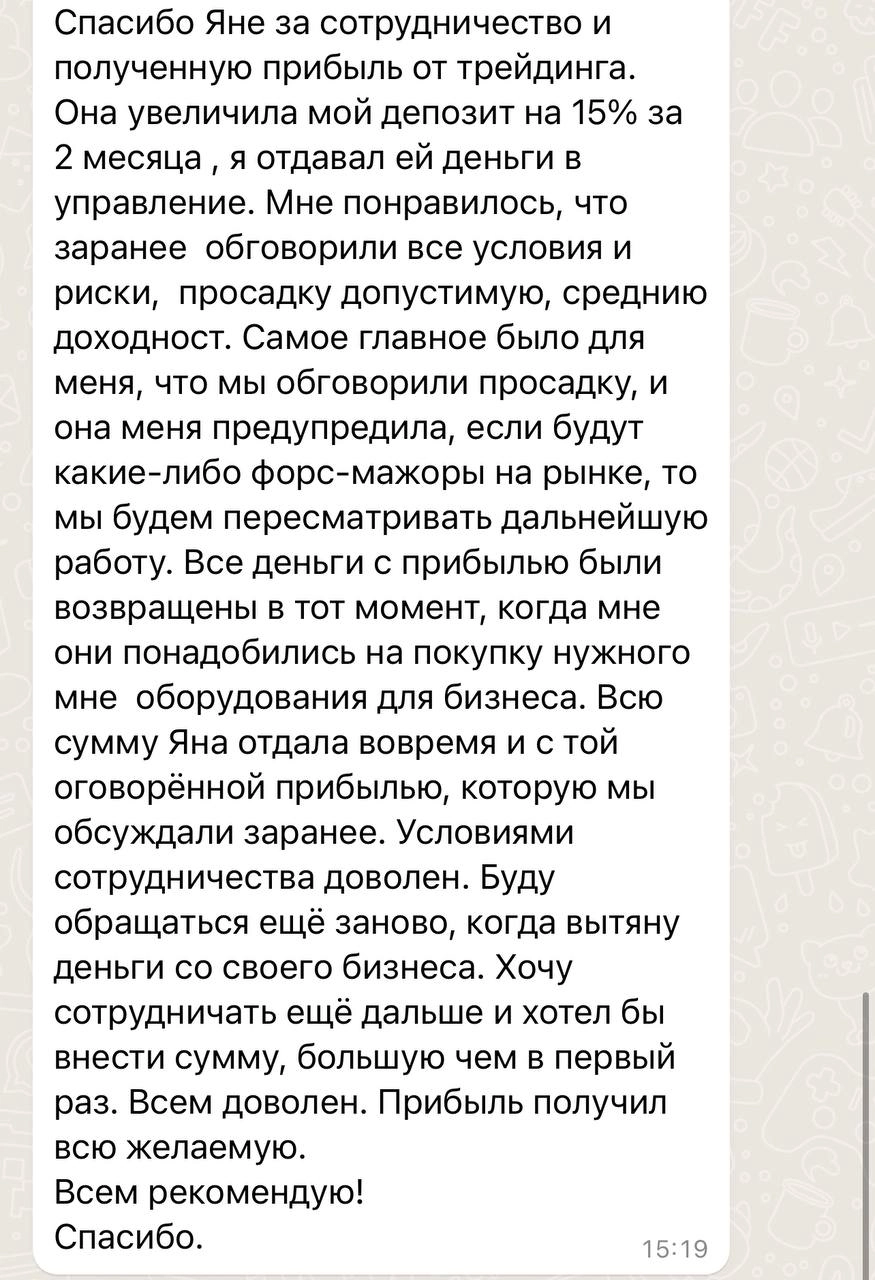 Спасибо Яне за сотрудничество и
полученную прибыль от трейдинга.
Она увеличила мой депозит на 15% за
2 месяца , я отдавал ей деньги в
управление. Мне понравилось, что
заранее  обговорили все условия и
риски,  просадку допустимую, среднию
доходност. Самое главное было для
меня, что мы обговорили просадку, и
она меня предупредила, если будут
какие-либо форс-мажоры на рынке, то
мы будем пересматривать дальнейшую
работу. Все деньги с прибылью были
возвращены в тот момент, когда мне
они понадобились на покупку нужного
мне  оборудования для бизнеса. Всю
сумму Яна отдала вовремя и с той
оговорённой прибылью, которую мы
обсуждали заранее. Условиями
сотрудничества доволен. Буду
обращаться ещё заново, когда вытяну
деньги со своего бизнеса. Хочу
сотрудничать ещё дальше и хотел бы
внести сумму, большую чем в первый
раз. Всем доволен. Прибыль получил
всю желаемую.
Всем рекомендую!
Спасибо.
15:19